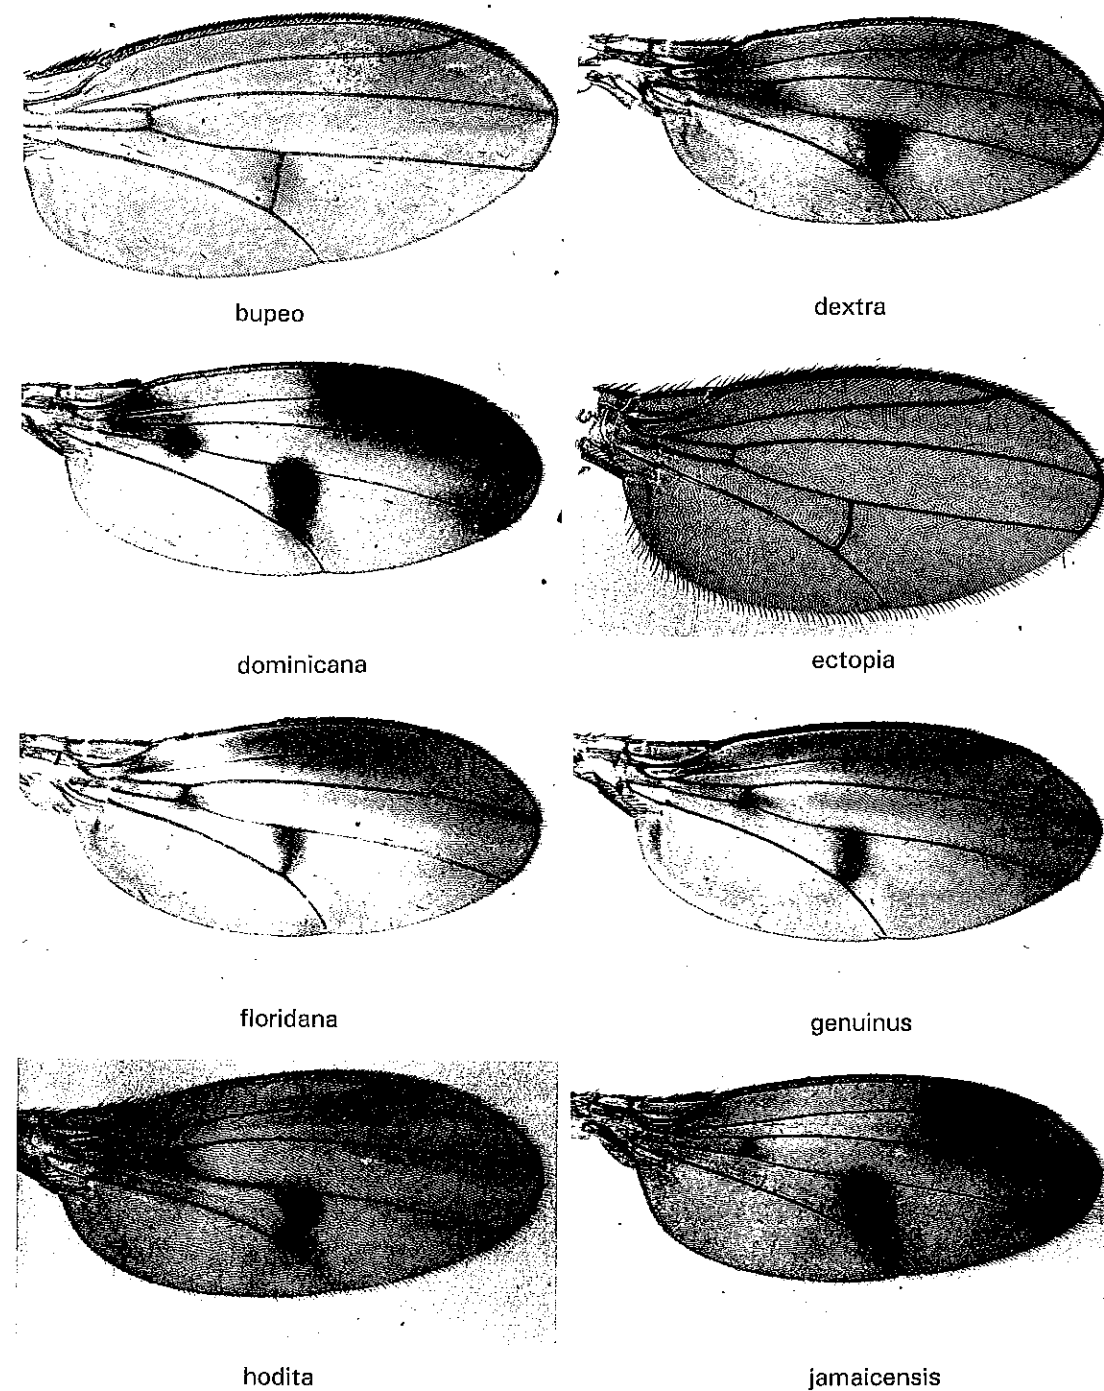 bupeo
dextra
dominicana
ectopia
floridana
genuinus
hodita
jamaicensis